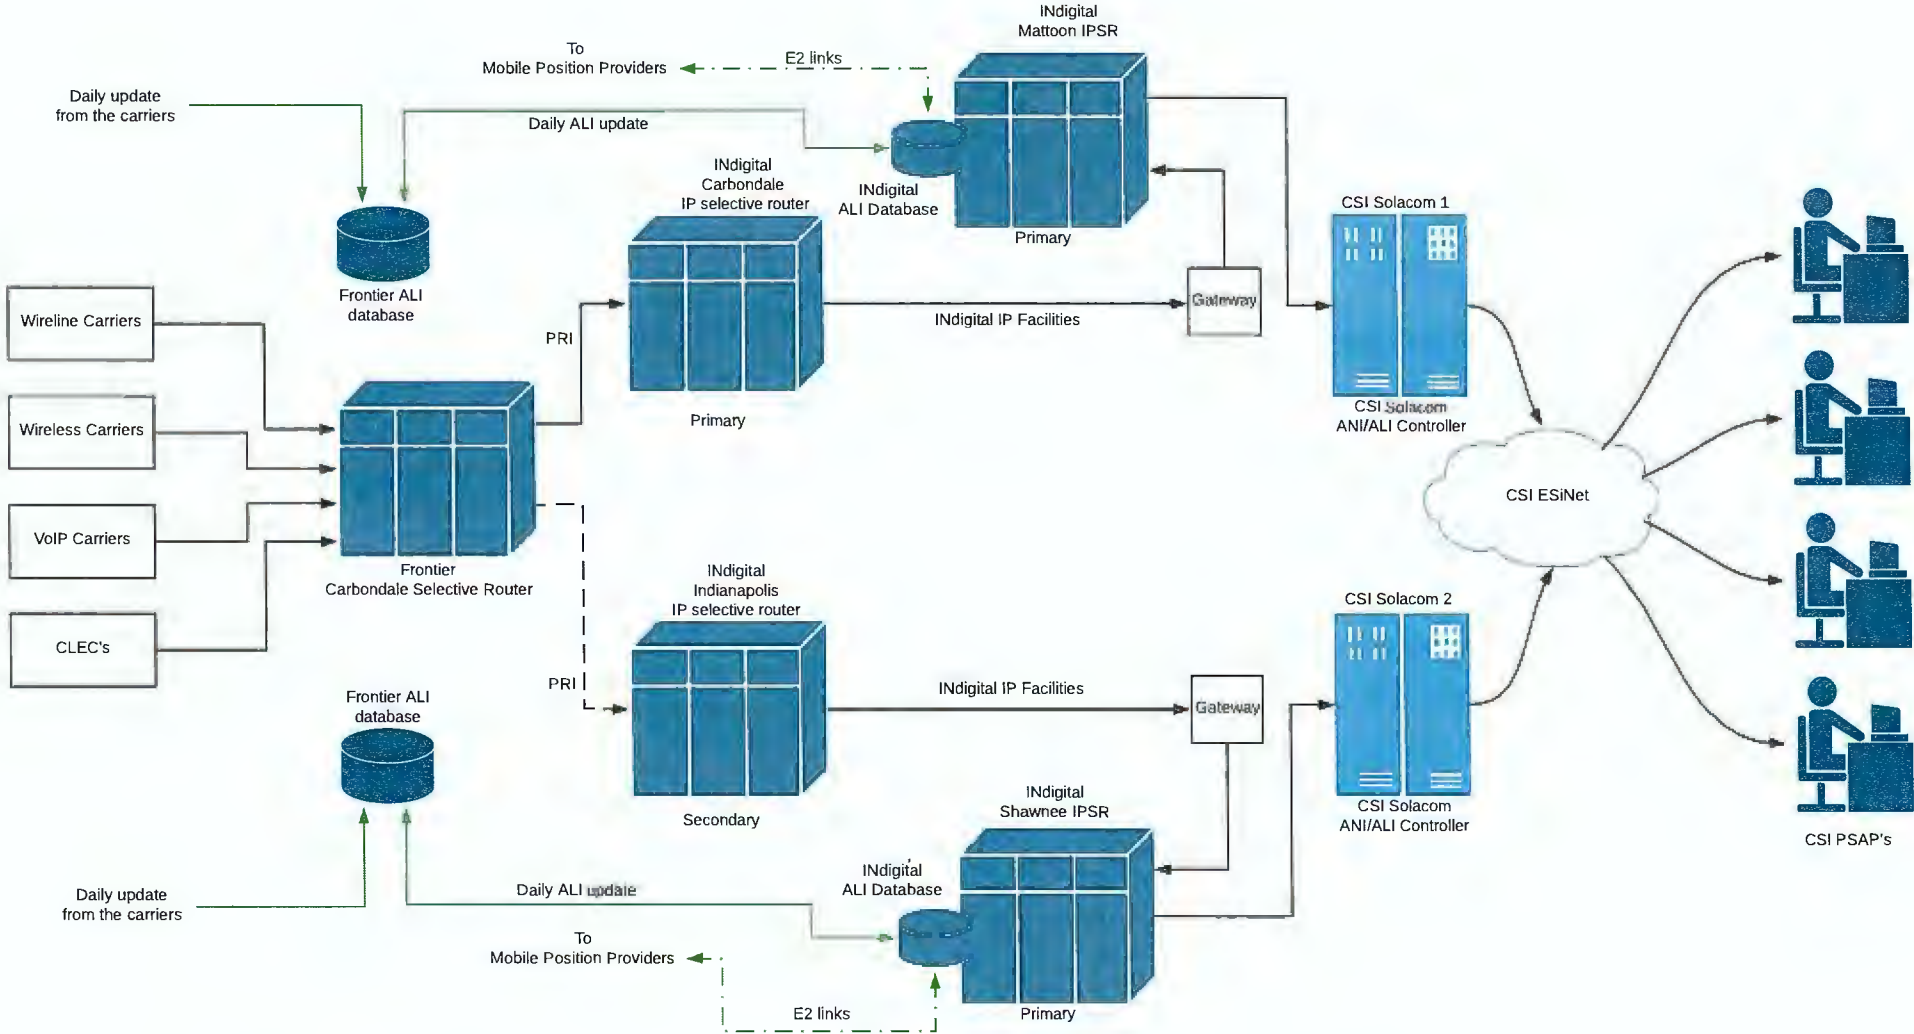 INdigital
Mattoon IPSR
To
Mobile Position Providers
E2 links
Daily update
from the carriers
Daily ALI update
INdigital
Carbondale
IP selective router
INdigital
ALI Database
Primary
CSI Solacom 1
Frontier ALI
database
Gateway
INdigital IP Facilities
Wireline Carriers
PRI
Primary
CSI Solacom
ANI/ALI Controller
Wireless Carriers
CSI ESiNet
VoIP Carriers
Frontier
Carbondale Selective Router
INdigital
Indianapolis
IP selective router
CSI Solacom 2
CLEC's
PRI
INdigital IP Facilities
Gateway
Frontier ALI
database
Secondary
INdigital
Shawnee IPSR
CSI Solacom
ANI/ALI Controller
CSI PSAP's
INdigital
ALI Database
Daily update
from the carriers
Daily ALI update
To
Mobile Position Providers
E2 links
Primary